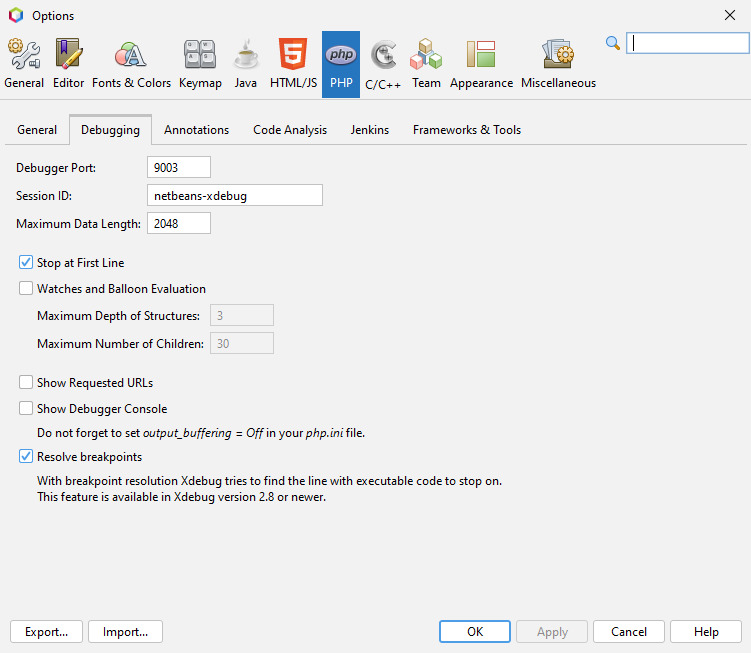 Options
General Editor Fonts & Colors Keymap Java HTML/JS PHP C/C++ Team Appearance Miscellaneous
General Debugging Annotations Code Analysis Jenkins Frameworks & Tools
Debugger Port: 9003
Session ID: netbeans-xdebug
Maximum Data Length: 2048
Stop at First Line
Watches and Balloon Evaluation
Maximum Depth of Structures: 3
Maximum Number of Children: 30
Show Requested URLs
Show Debugger Console
Do not forget to set output_buffering = Off in your php.ini file.
Resolve breakpoints
With breakpoint resolution Xdebug tries to find the line with executable code to stop on.
This feature is available in Xdebug version 2.8 or newer.
Export... Import... OK Apply Cancel Help